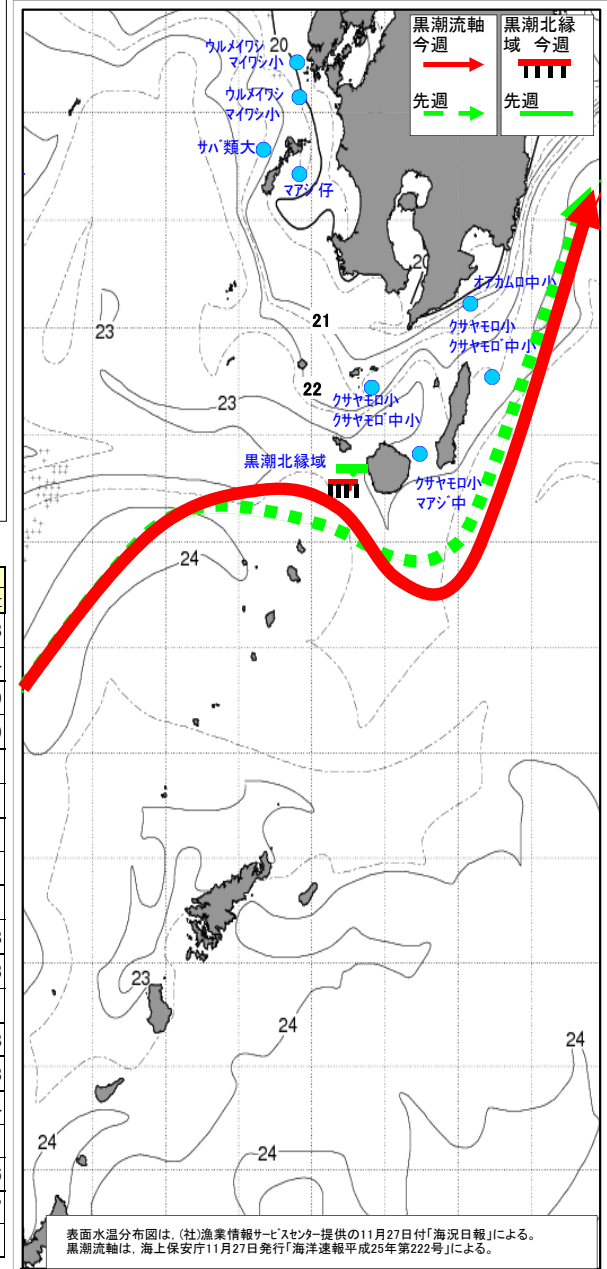 黒潮流軸
今週
先週
黒潮北縁
域 今週
先週
20
ウルメイワシ
マイワシ小
ウルメイワシ
マイワシ小
サバ類大
マアジ仔
20
オアカムロ中小
21
クサヤモロ小
クサヤモロ中小
23
22
23
クサヤモロ小
クサヤモロ中小
黒潮北縁域
クサヤモロ小
マアジ中
24
23
24
24
24
24
表面水温分布図は、(社)漁業情報サービスセンター提供の11月27日付「海況日報」による。
黒潮流軸は、海上保安庁11月27日発行「海洋速報平成25年第222号」による。